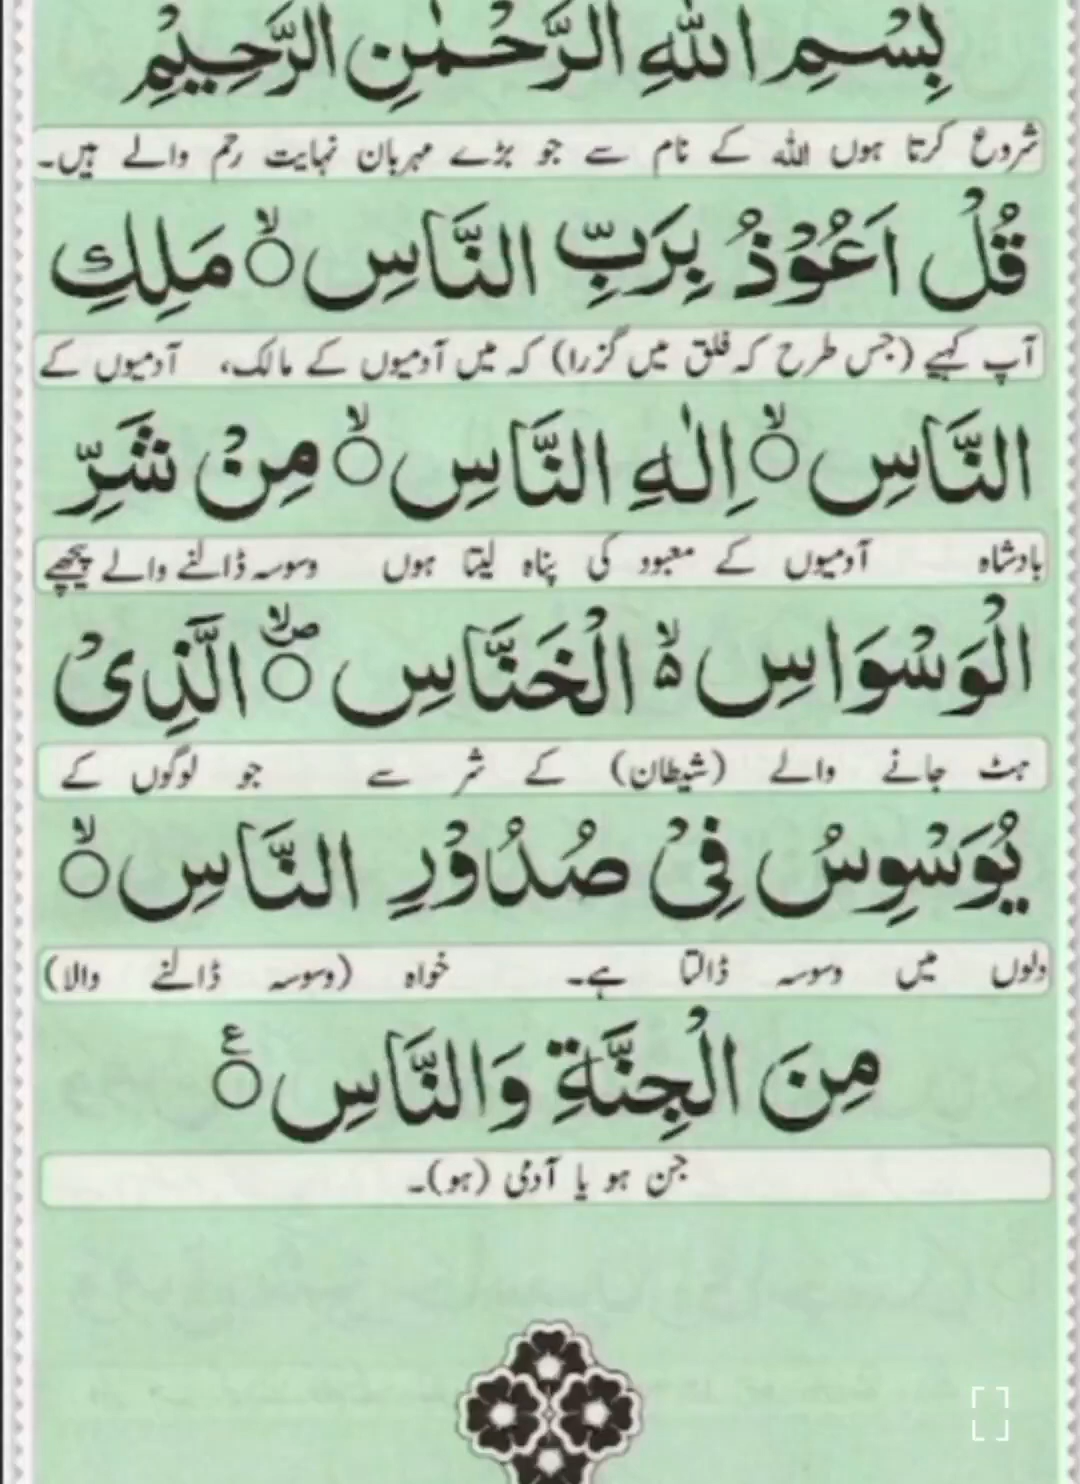 بِسْمِ اللّٰهِ الرَّحْمٰنِ الرَّحِيْمِ
شروع کرتا ہوں اللہ کے نام سے جو بڑے مہربان نہایت رحم والے ہیں۔
قُلْ اَعُوْذُ بِرَبِّ النَّاسِ ۙ مَلِكِ
آپ کہیے (جس طرح کہ فلق میں گزرا) کہ میں آدمیوں کے مالک، آدمیوں کے
النَّاسِ ۙ اِلٰهِ النَّاسِ ۙ مِنْ شَرِّ
بادشاہ آدمیوں کے معبود کی پناہ لیتا ہوں وسوسہ ڈالنے والے پیچھے
الْوَسْوَاسِ ۙ۬ الْخَنَّاسِ ۪ۙ الَّذِیْ
ہٹ جانے والے (شیطان) کے شر سے جو لوگوں کے
یُوَسْوِسُ فِیْ صُدُوْرِ النَّاسِ ۙ
دلوں میں وسوسہ ڈالتا ہے۔ خواہ (وسوسہ ڈالنے والا)
مِنَ الْجِنَّةِ وَالنَّاسِ ۠
جن ہو یا آدمی (ہو)۔